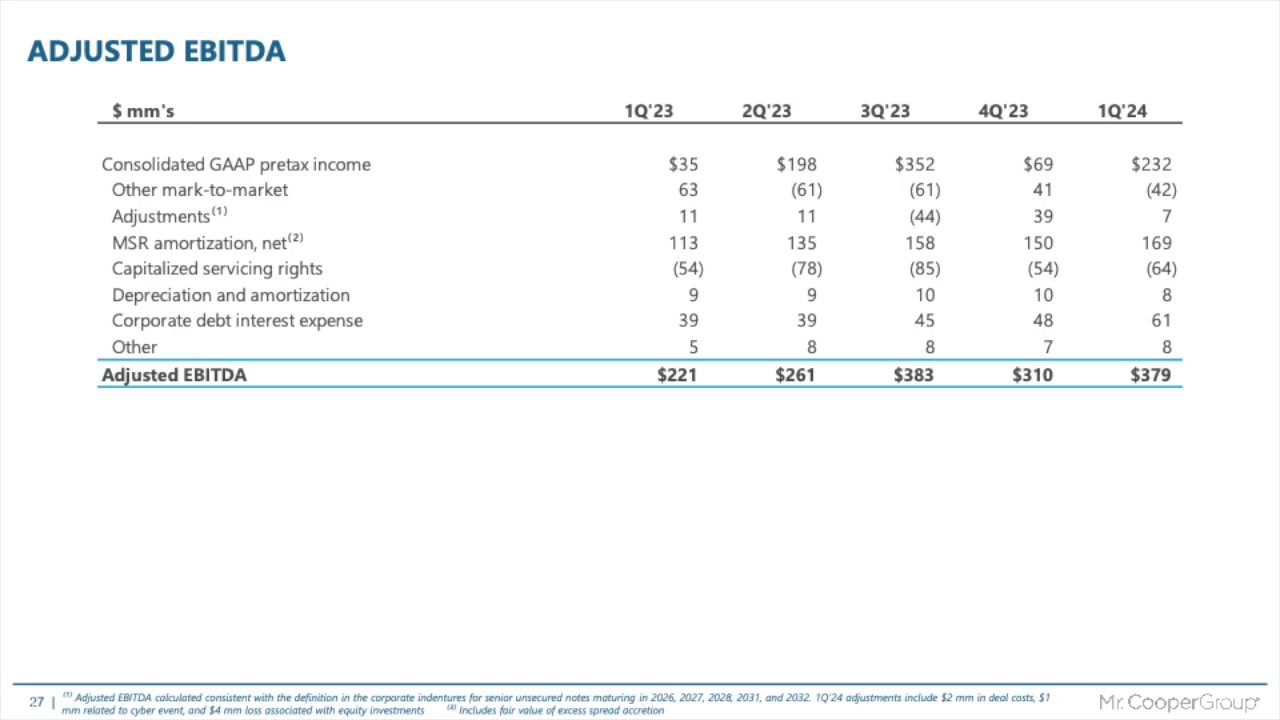 ADJUSTED EBITDA
$ mm's 1Q'23 2Q'23 3Q'23 4Q'23 1Q'24
Consolidated GAAP pretax income $35 $198 $352 $69 $232
Other mark-to-market 63 (61) (61) 41 (42)
Adjustments⁽¹⁾ 11 11 (44) 39 7
MSR amortization, net⁽²⁾ 113 135 158 150 169
Capitalized servicing rights (54) (78) (85) (54) (64)
Depreciation and amortization 9 9 10 10 8
Corporate debt interest expense 39 39 45 48 61
Other 5 8 8 7 8
Adjusted EBITDA $221 $261 $383 $310 $379
27 | ⁽¹⁾ Adjusted EBITDA calculated consistent with the definition in the corporate indentures for senior unsecured notes maturing in 2026, 2027, 2028, 2031, and 2032. 1Q'24 adjustments include $2 mm in deal costs, $1
mm related to cyber event, and $4 mm loss associated with equity investments ⁽²⁾ Includes fair value of excess spread accretion
Mr. CooperGroup